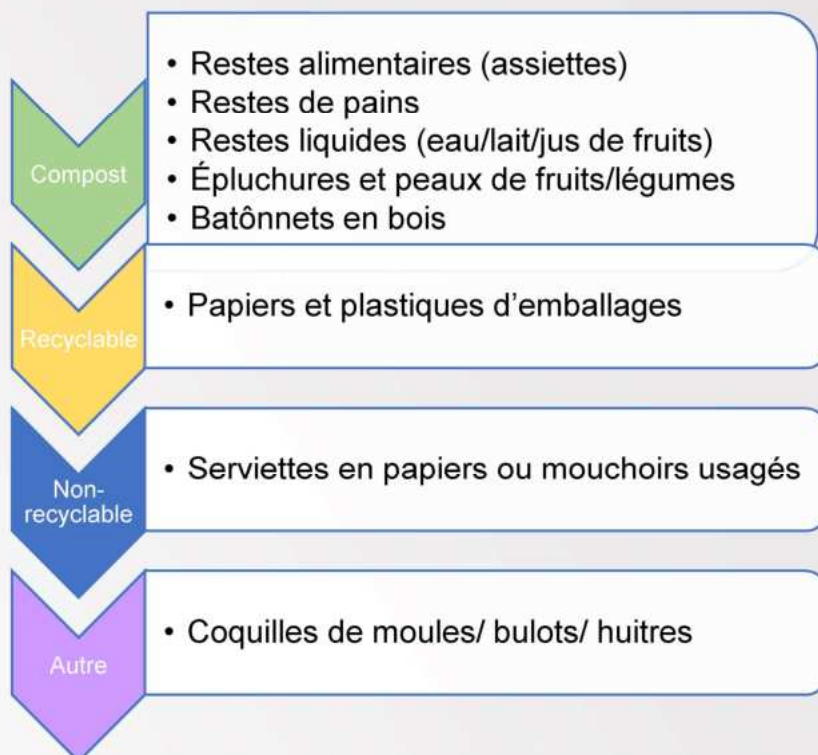 Compost
• Restes alimentaires (assiettes)
• Restes de pains
• Restes liquides (eau/lait/jus de fruits)
• Épluchures et peaux de fruits/légumes
• Batônnets en bois
Recyclable
• Papiers et plastiques d’emballages
Non-
recyclable
• Serviettes en papiers ou mouchoirs usagés
Autre
• Coquilles de moules/ bulots/ huitres